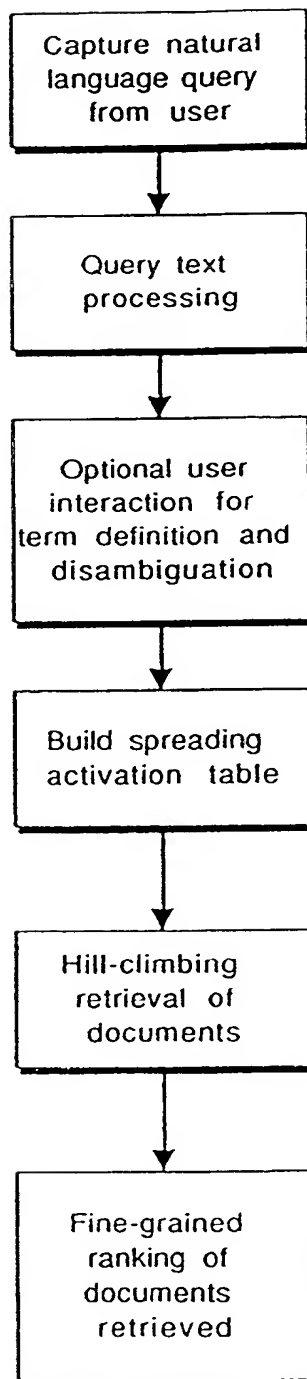 Capture natural
language query
from user
Query text
processing
Optional user
interaction for
term definition and
disambiguation
Build spreading
activation table
Hill-climbing
retrieval of
documents
Fine-grained
ranking of
documents
retrieved